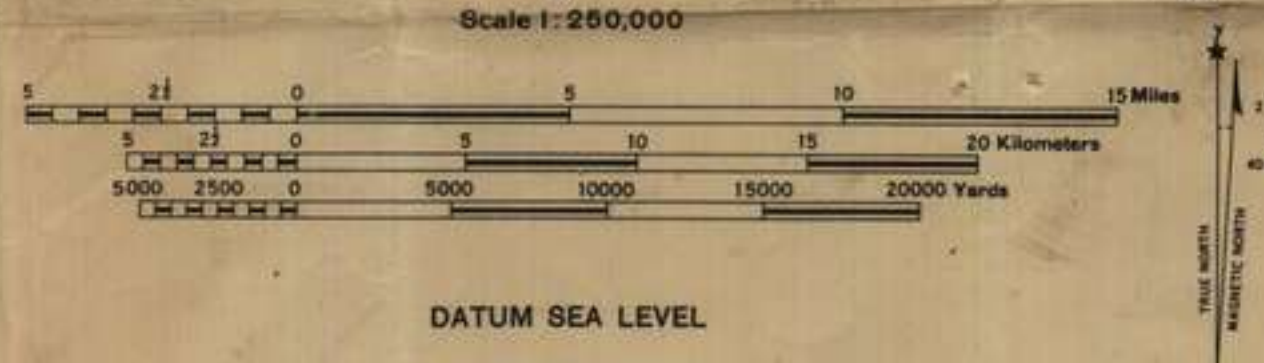 Scale 1:250,000
5 2½ 0 5 10 15 Miles
5 2½ 0 5 10 15 20 Kilometers
5000 2500 0 5000 10000 15000 20000 Yards
DATUM SEA LEVEL
TRUE NORTH
MAGNETIC NORTH